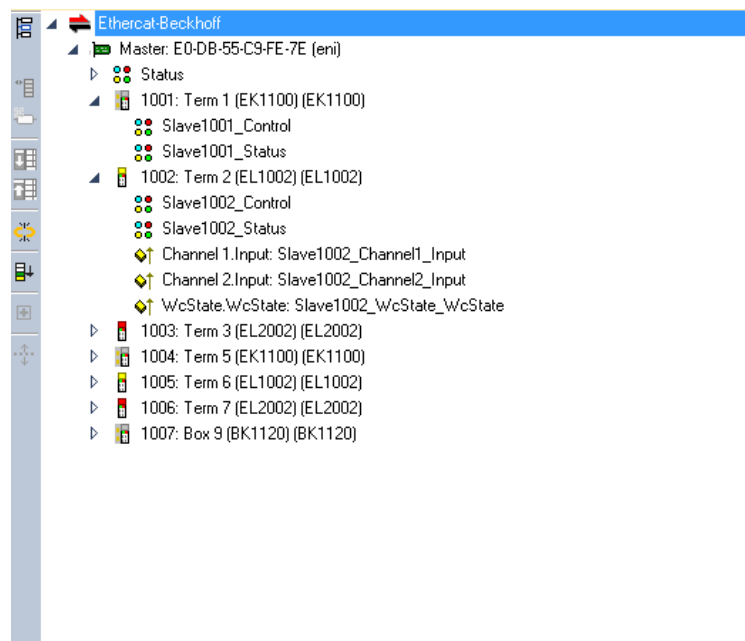 Ethercat-Beckhoff
Master: E0-DB-55-C9-FE-7E (eni)
Status
1001: Term 1 (EK1100) (EK1100)
Slave1001_Control
Slave1001_Status
1002: Term 2 (EL1002) (EL1002)
Slave1002_Control
Slave1002_Status
Channel 1.Input: Slave1002_Channel1_Input
Channel 2.Input: Slave1002_Channel2_Input
WcState.WcState: Slave1002_WcState_WcState
1003: Term 3 (EL2002) (EL2002)
1004: Term 5 (EK1100) (EK1100)
1005: Term 6 (EL1002) (EL1002)
1006: Term 7 (EL2002) (EL2002)
1007: Box 9 (BK1120) (BK1120)